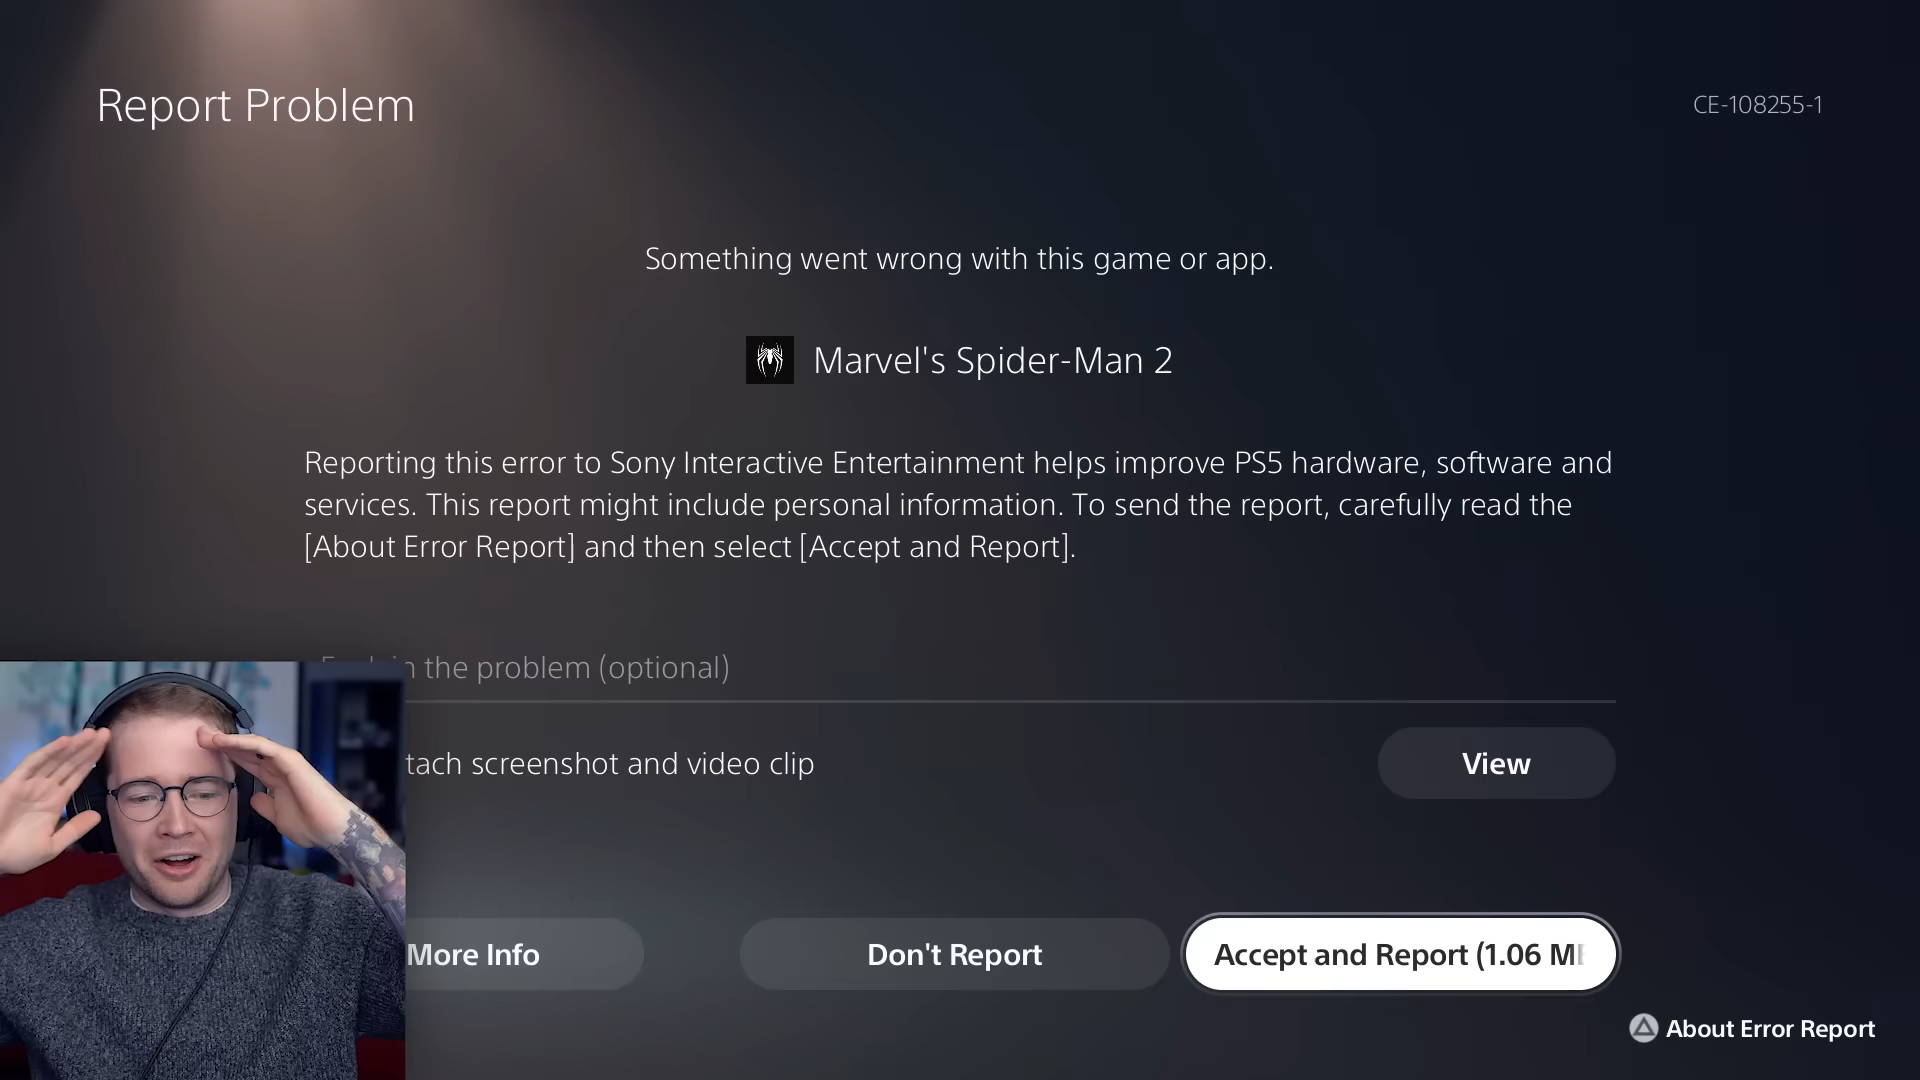 Report Problem
CE-108255-1
Something went wrong with this game or app.
Marvel's Spider-Man 2
Reporting this error to Sony Interactive Entertainment helps improve PS5 hardware, software and
services. This report might include personal information. To send the report, carefully read the
[About Error Report] and then select [Accept and Report].
the problem (optional)
tach screenshot and video clip
View
More Info
Don't Report
Accept and Report (1.06 M
About Error Report